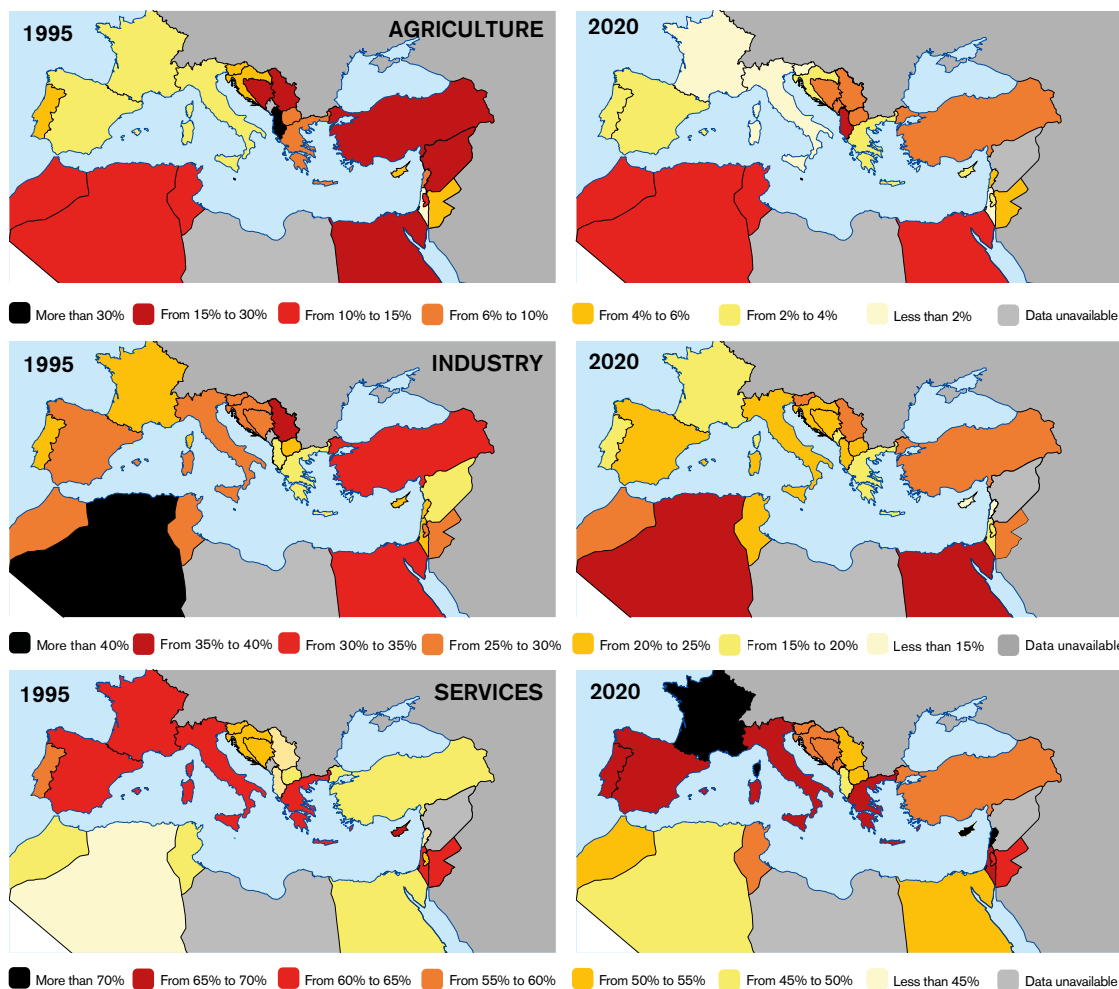 1995 AGRICULTURE 2020
More than 30% From 15% to 30% From 10% to 15% From 6% to 10% From 4% to 6% From 2% to 4% Less than 2% Data unavailable
1995 INDUSTRY 2020
More than 40% From 35% to 40% From 30% to 35% From 25% to 30% From 20% to 25% From 15% to 20% Less than 15% Data unavailable
1995 SERVICES 2020
More than 70% From 65% to 70% From 60% to 65% From 55% to 60% From 50% to 55% From 45% to 50% Less than 45% Data unavailable